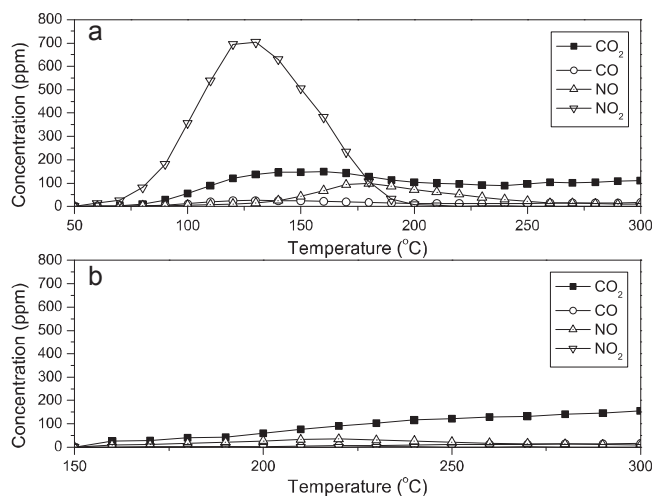 a
800
700
600
500
400
300
200
100
0
Concentration (ppm)
CO₂
CO
NO
NO₂
50 100 150 200 250 300
Temperature (°C)
b
800
700
600
500
400
300
200
100
0
Concentration (ppm)
CO₂
CO
NO
NO₂
150 200 250 300
Temperature (°C)